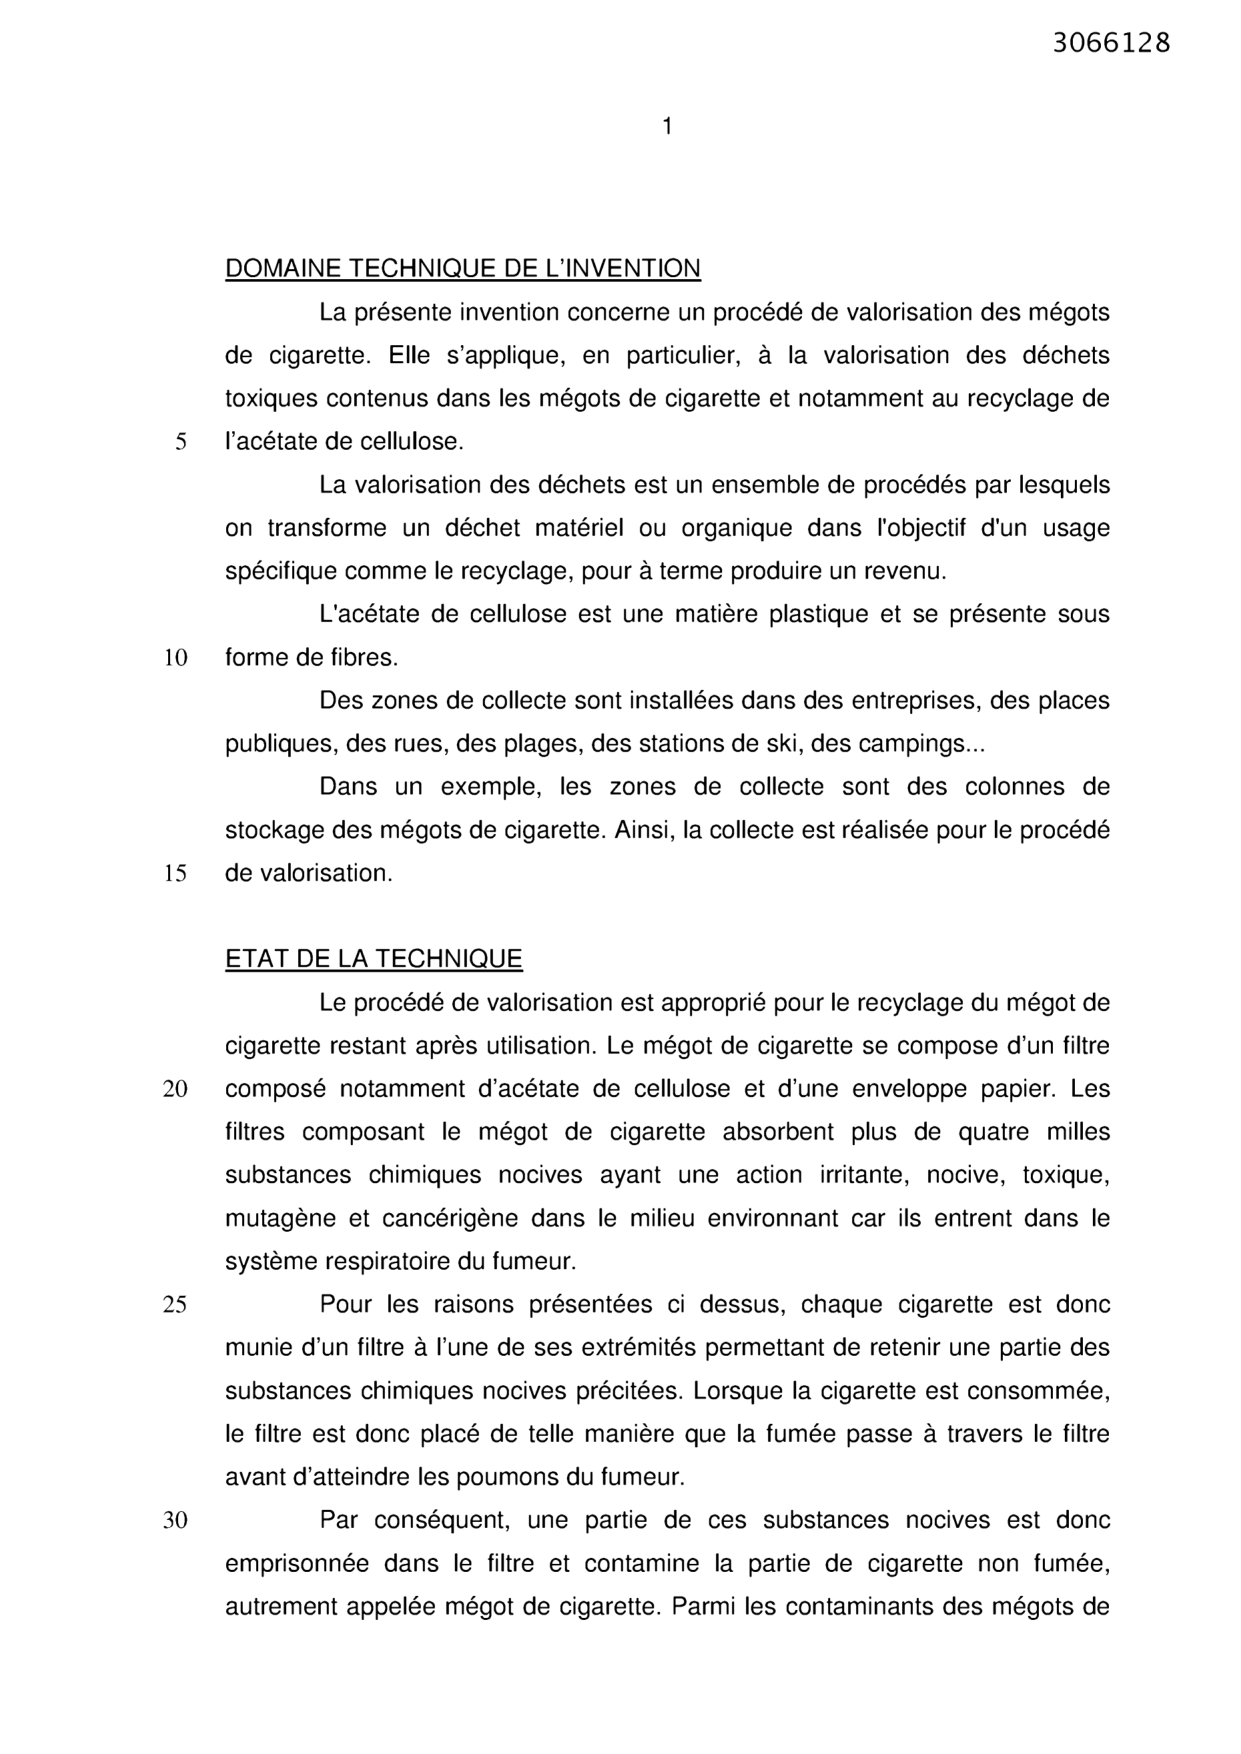 3066128
1
DOMAINE TECHNIQUE DE L'INVENTION
La présente invention concerne un procédé de valorisation des mégots
de cigarette. Elle s'applique, en particulier, à la valorisation des déchets
toxiques contenus dans les mégots de cigarette et notamment au recyclage de
5 l'acétate de cellulose.
La valorisation des déchets est un ensemble de procédés par lesquels
on transforme un déchet matériel ou organique dans l'objectif d'un usage
spécifique comme le recyclage, pour à terme produire un revenu.
L'acétate de cellulose est une matière plastique et se présente sous
10 forme de fibres.
Des zones de collecte sont installées dans des entreprises, des places
publiques, des rues, des plages, des stations de ski, des campings...
Dans un exemple, les zones de collecte sont des colonnes de
stockage des mégots de cigarette. Ainsi, la collecte est réalisée pour le procédé
15 de valorisation.
ETAT DE LA TECHNIQUE
Le procédé de valorisation est approprié pour le recyclage du mégot de
cigarette restant après utilisation. Le mégot de cigarette se compose d'un filtre
20 composé notamment d'acétate de cellulose et d'une enveloppe papier. Les
filtres composant le mégot de cigarette absorbent plus de quatre milles
substances chimiques nocives ayant une action irritante, nocive, toxique,
mutagène et cancérigène dans le milieu environnant car ils entrent dans le
système respiratoire du fumeur.
25 Pour les raisons présentées ci dessus, chaque cigarette est donc
munie d'un filtre à l'une de ses extrémités permettant de retenir une partie des
substances chimiques nocives précitées. Lorsque la cigarette est consommée,
le filtre est donc placé de telle manière que la fumée passe à travers le filtre
avant d'atteindre les poumons du fumeur.
30 Par conséquent, une partie de ces substances nocives est donc
emprisonnée dans le filtre et contamine la partie de cigarette non fumée,
autrement appelée mégot de cigarette. Parmi les contaminants des mégots de